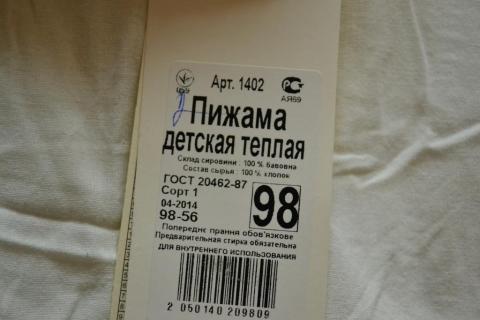 Арт. 1402
АЯ69
Пижама
детская теплая
Склад сировини : 100 % бавовна
Состав сырья : 100 % хлопок
ГОСТ 20462-87
Сорт 1
04-2014
98-56
98
Попереднє прання обов'язкове
Предварительная стирка обязательна
ДЛЯ ВНУТРЕННЕГО ИСПОЛЬЗОВАНИЯ
2 050140 209809